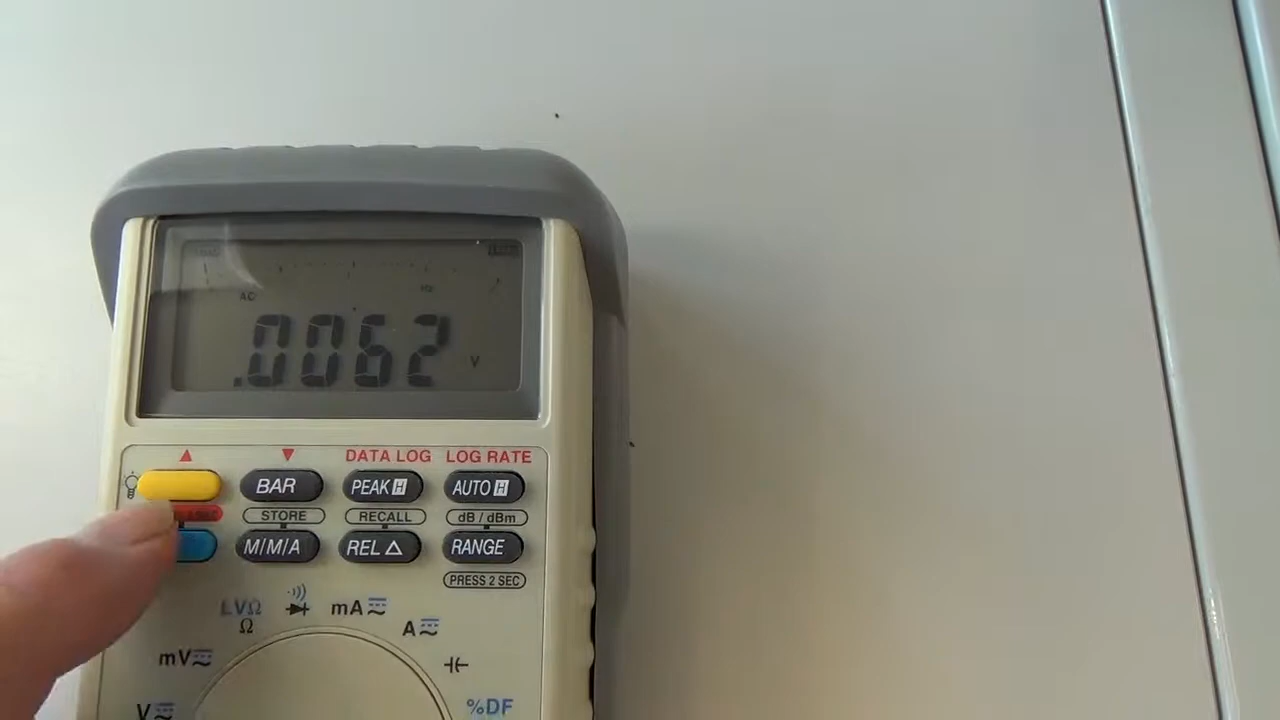 AC Hz
.0062 V
▲ ▼ DATA LOG LOG RATE
BAR PEAK H AUTO H
STORE RECALL dB / dBm
M/M/A REL △ RANGE
PRESS 2 SEC
LVΩ mA
Ω A
mV
V %DF